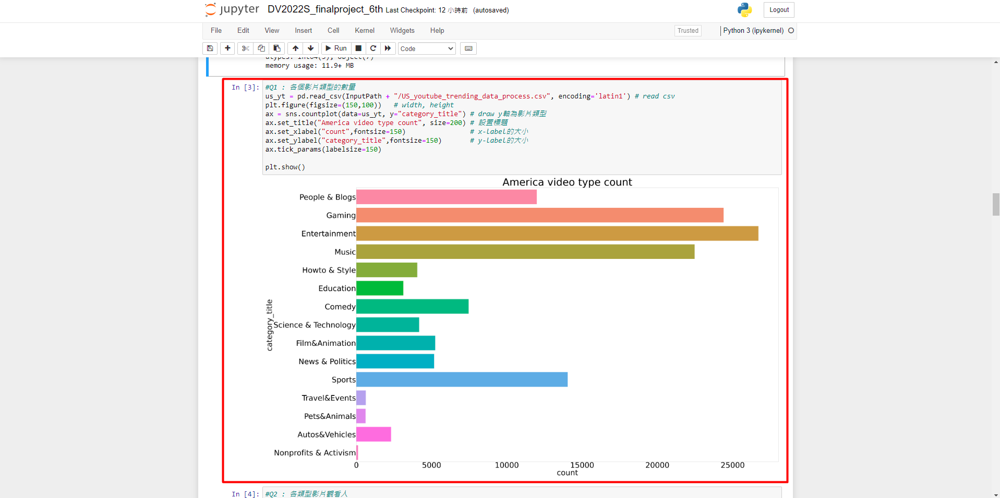 jupyter DV2022S_finalproject_6th Last Checkpoint: 12 小時前 (autosaved) Logout
File Edit View Insert Cell Kernel Widgets Help Trusted Python 3 (ipykernel)
Run Code
dtypes: int64(5), object(7)
memory usage: 11.9+ MB
In [3]: #Q1 : 各個影片類型的數量
us_yt = pd.read_csv(InputPath + "/US_youtube_trending_data_process.csv", encoding='latin1') # read csv
plt.figure(figsize=(150,100)) # width, height
ax = sns.countplot(data=us_yt, y="category_title") # draw y軸為影片類型
ax.set_title("America video type count", size=200) # 設置標題
ax.set_xlabel("count",fontsize=150) # x-label的大小
ax.set_ylabel("category_title",fontsize=150) # y-label的大小
ax.tick_params(labelsize=150)
plt.show()
America video type count
People & Blogs
Gaming
Entertainment
Music
Howto & Style
Education
Comedy
Science & Technology
Film&Animation
News & Politics
Sports
Travel&Events
Pets&Animals
Autos&Vehicles
Nonprofits & Activism
category_title
0 5000 10000 15000 20000 25000
count
In [4]: #Q2 : 各類型影片觀看人